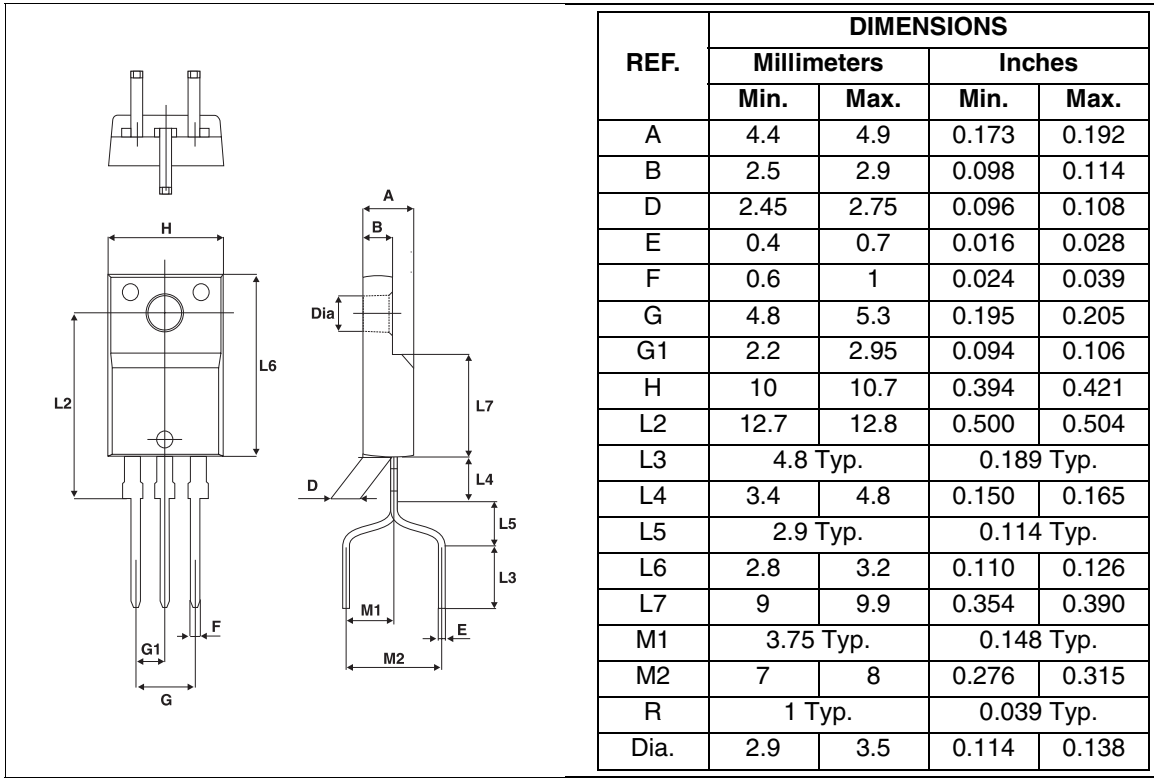 A
B
H
Dia
L6
L2
L7
D
L4
L5
L3
M1
F
E
G1
M2
G
REF. DIMENSIONS
Millimeters Inches
Min. Max. Min. Max.
A 4.4 4.9 0.173 0.192
B 2.5 2.9 0.098 0.114
D 2.45 2.75 0.096 0.108
E 0.4 0.7 0.016 0.028
F 0.6 1 0.024 0.039
G 4.8 5.3 0.195 0.205
G1 2.2 2.95 0.094 0.106
H 10 10.7 0.394 0.421
L2 12.7 12.8 0.500 0.504
L3 4.8 Typ. 0.189 Typ.
L4 3.4 4.8 0.150 0.165
L5 2.9 Typ. 0.114 Typ.
L6 2.8 3.2 0.110 0.126
L7 9 9.9 0.354 0.390
M1 3.75 Typ. 0.148 Typ.
M2 7 8 0.276 0.315
R 1 Typ. 0.039 Typ.
Dia. 2.9 3.5 0.114 0.138